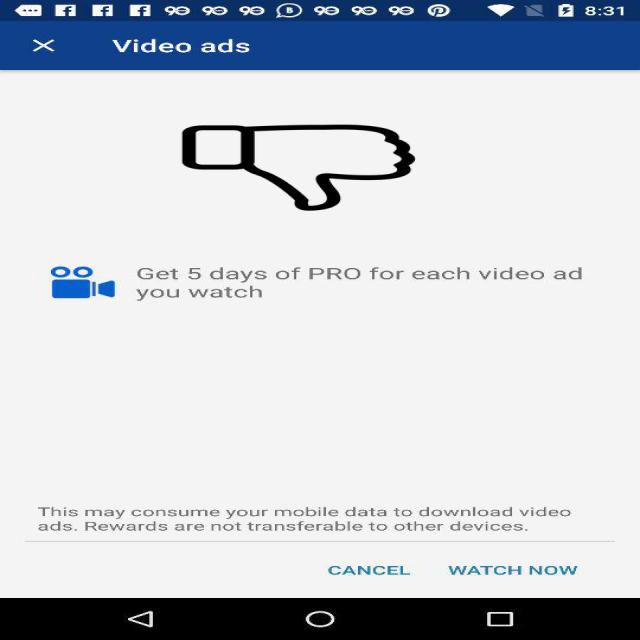 8:31
Video ads
Get 5 days of PRO for each video ad
you watch
This may consume your mobile data to download video
ads. Rewards are not transferable to other devices.
CANCEL WATCH NOW